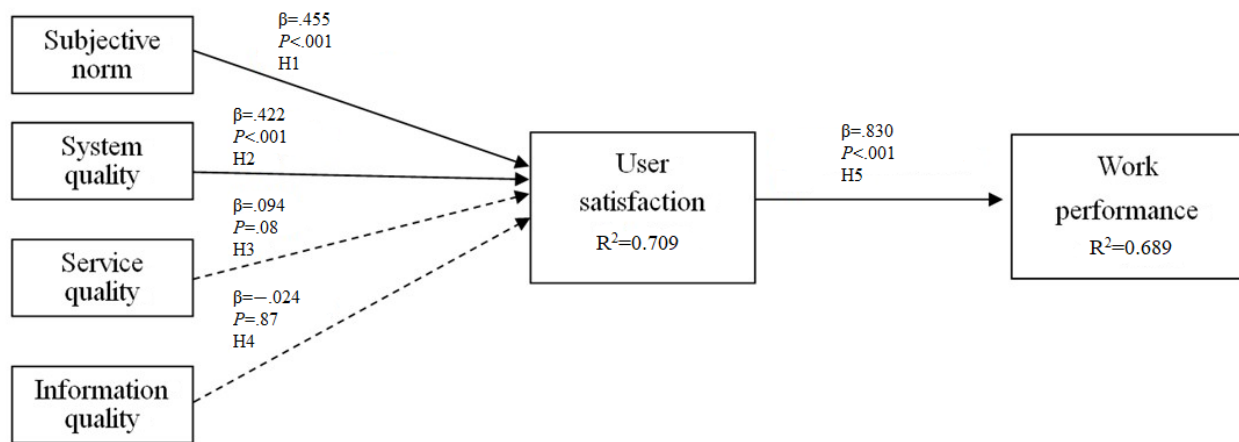 Subjective
norm
β=.455
P<.001
H1
System
quality
β=.422
P<.001
H2
Service
quality
β=.094
P=.08
H3
Information
quality
β=−.024
P=.87
H4
User
satisfaction
R²=0.709
β=.830
P<.001
H5
Work
performance
R²=0.689